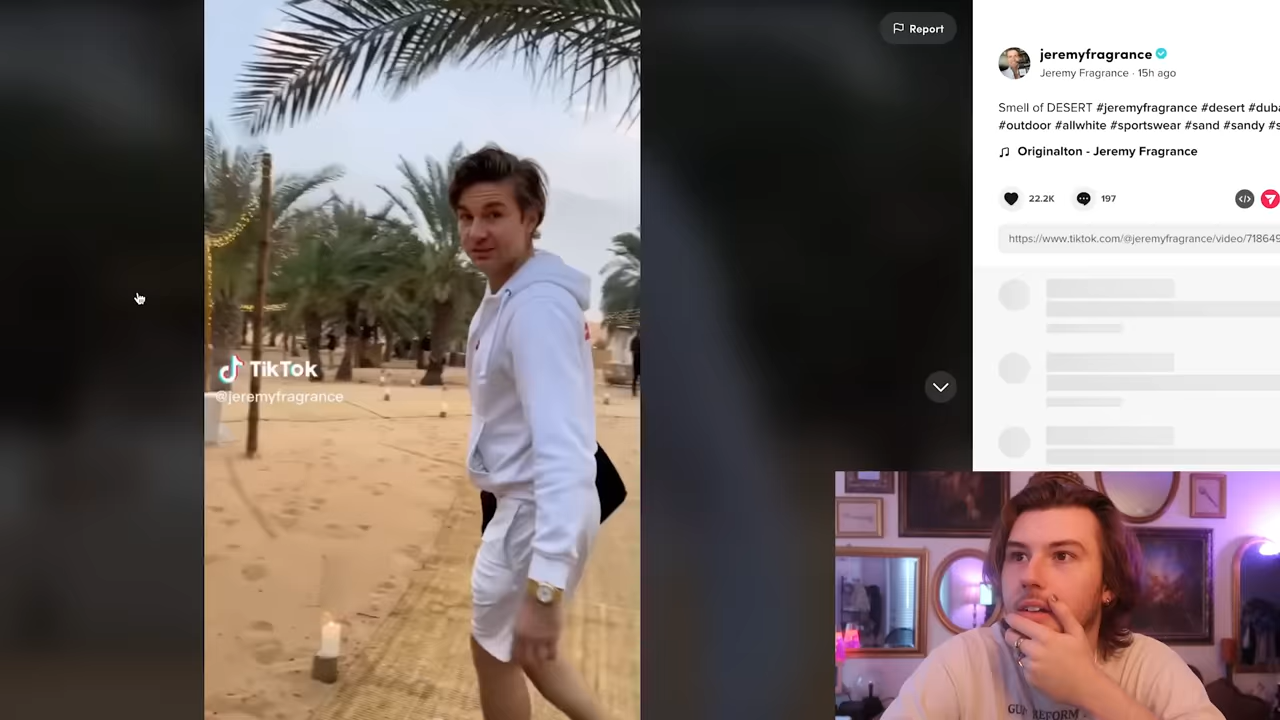 Report
jeremyfragrance
Jeremy Fragrance · 15h ago
Smell of DESERT #jeremyfragrance #desert
#outdoor #allwhite #sportswear #sand #sandy
Originalton - Jeremy Fragrance
22.2K
197
https://www.tiktok.com/@jeremyfragrance/video/718649
TikTok
@jeremyfragrance
REFORM